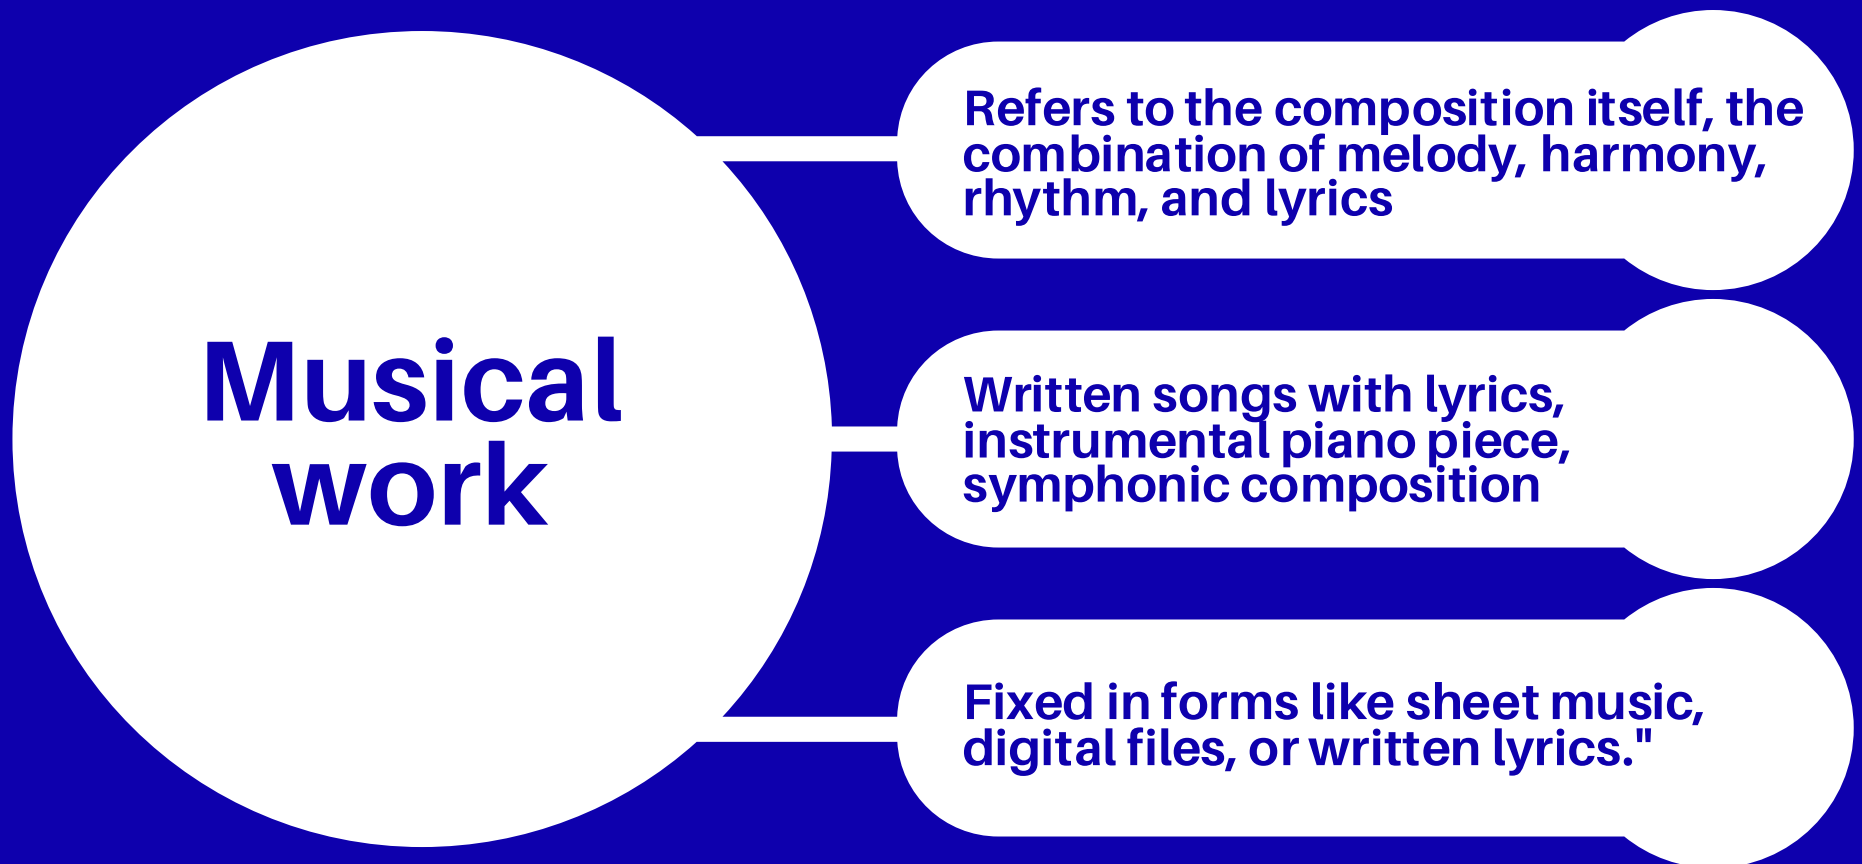 Musical
work
Refers to the composition itself, the
combination of melody, harmony,
rhythm, and lyrics
Written songs with lyrics,
instrumental piano piece,
symphonic composition
Fixed in forms like sheet music,
digital files, or written lyrics."